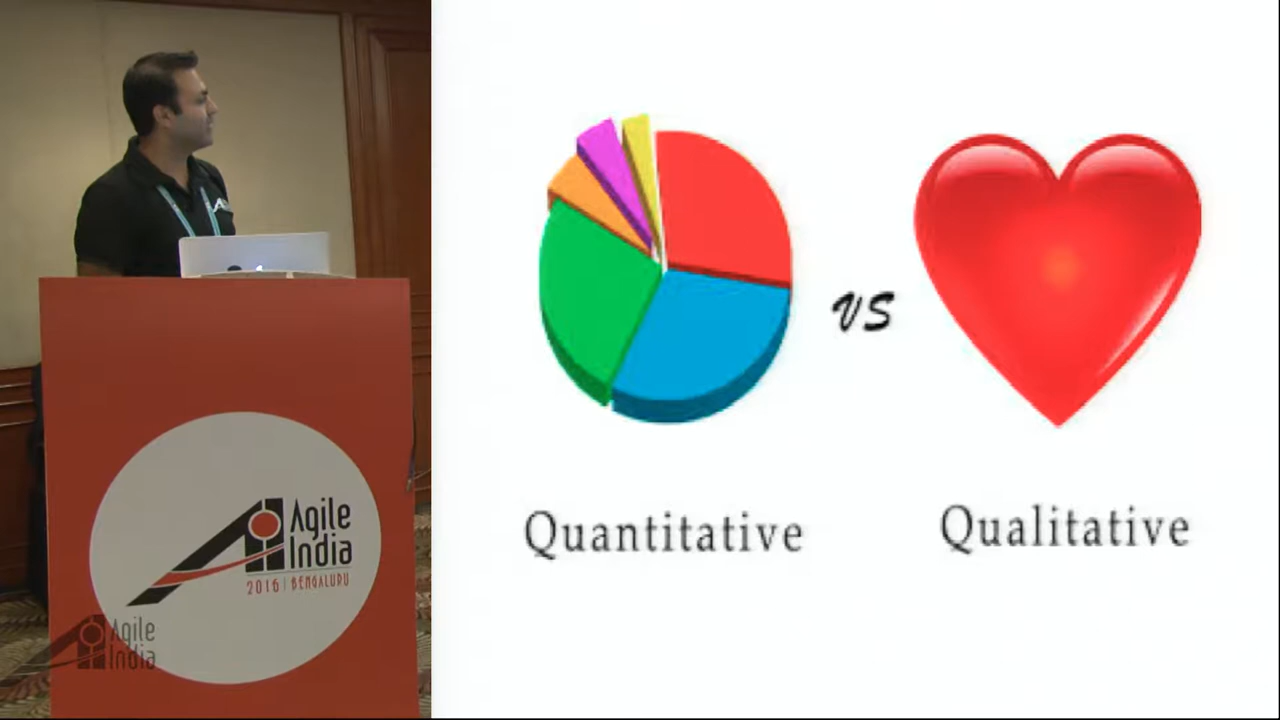 vs
Quantitative
Qualitative
Agile
India
2016 | BENGALURU
Agile
India